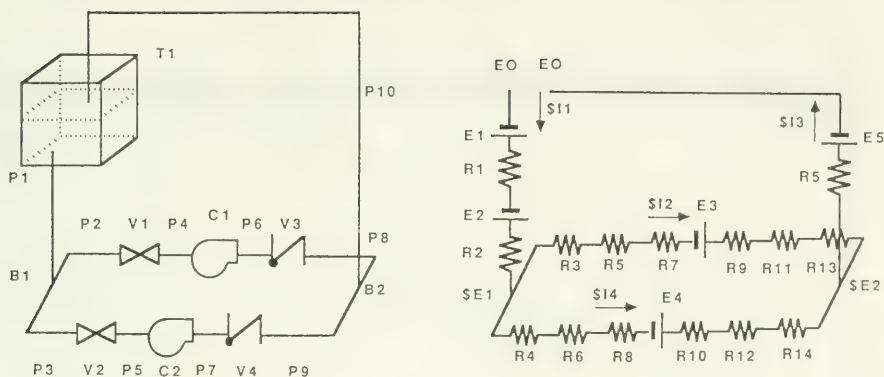 T1
P10
P1
P2 V1 P4 C1 P6 V3
P8
B1
B2
P3 V2 P5 C2 P7 V4 P9
EO EO
$I1
$I3
E1
E5
R1
R5
E2
$I2 E3
R2
R3 R5 R7 R9 R11 R13
$E1
$I4 E4
$E2
R4 R6 R8 R10 R12 R14